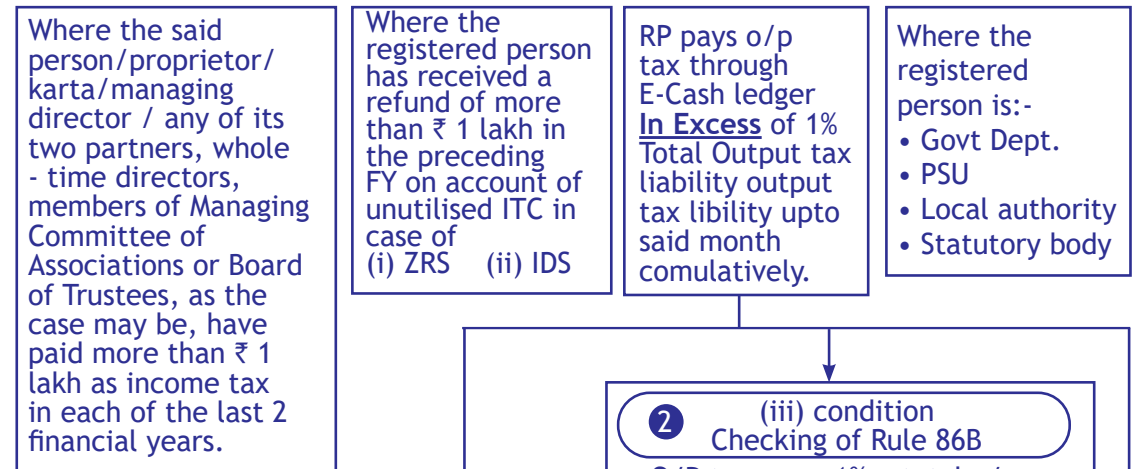 Where the said
person/proprietor/
karta/managing
director / any of its
two partners, whole
- time directors,
members of Managing
Committee of
Associations or Board
of Trustees, as the
case may be, have
paid more than ₹ 1
lakh as income tax
in each of the last 2
financial years.
Where the
registered person
has received a
refund of more
than ₹ 1 lakh in
the preceding
FY on account of
unutilised ITC in
case of
(i) ZRS (ii) IDS
RP pays o/p
tax through
E-Cash ledger
In Excess of 1%
Total Output tax
liability output
tax libility upto
said month
comulatively.
Where the
registered
person is:-
• Govt Dept.
• PSU
• Local authority
• Statutory body
2 (iii) condition
Checking of Rule 86B